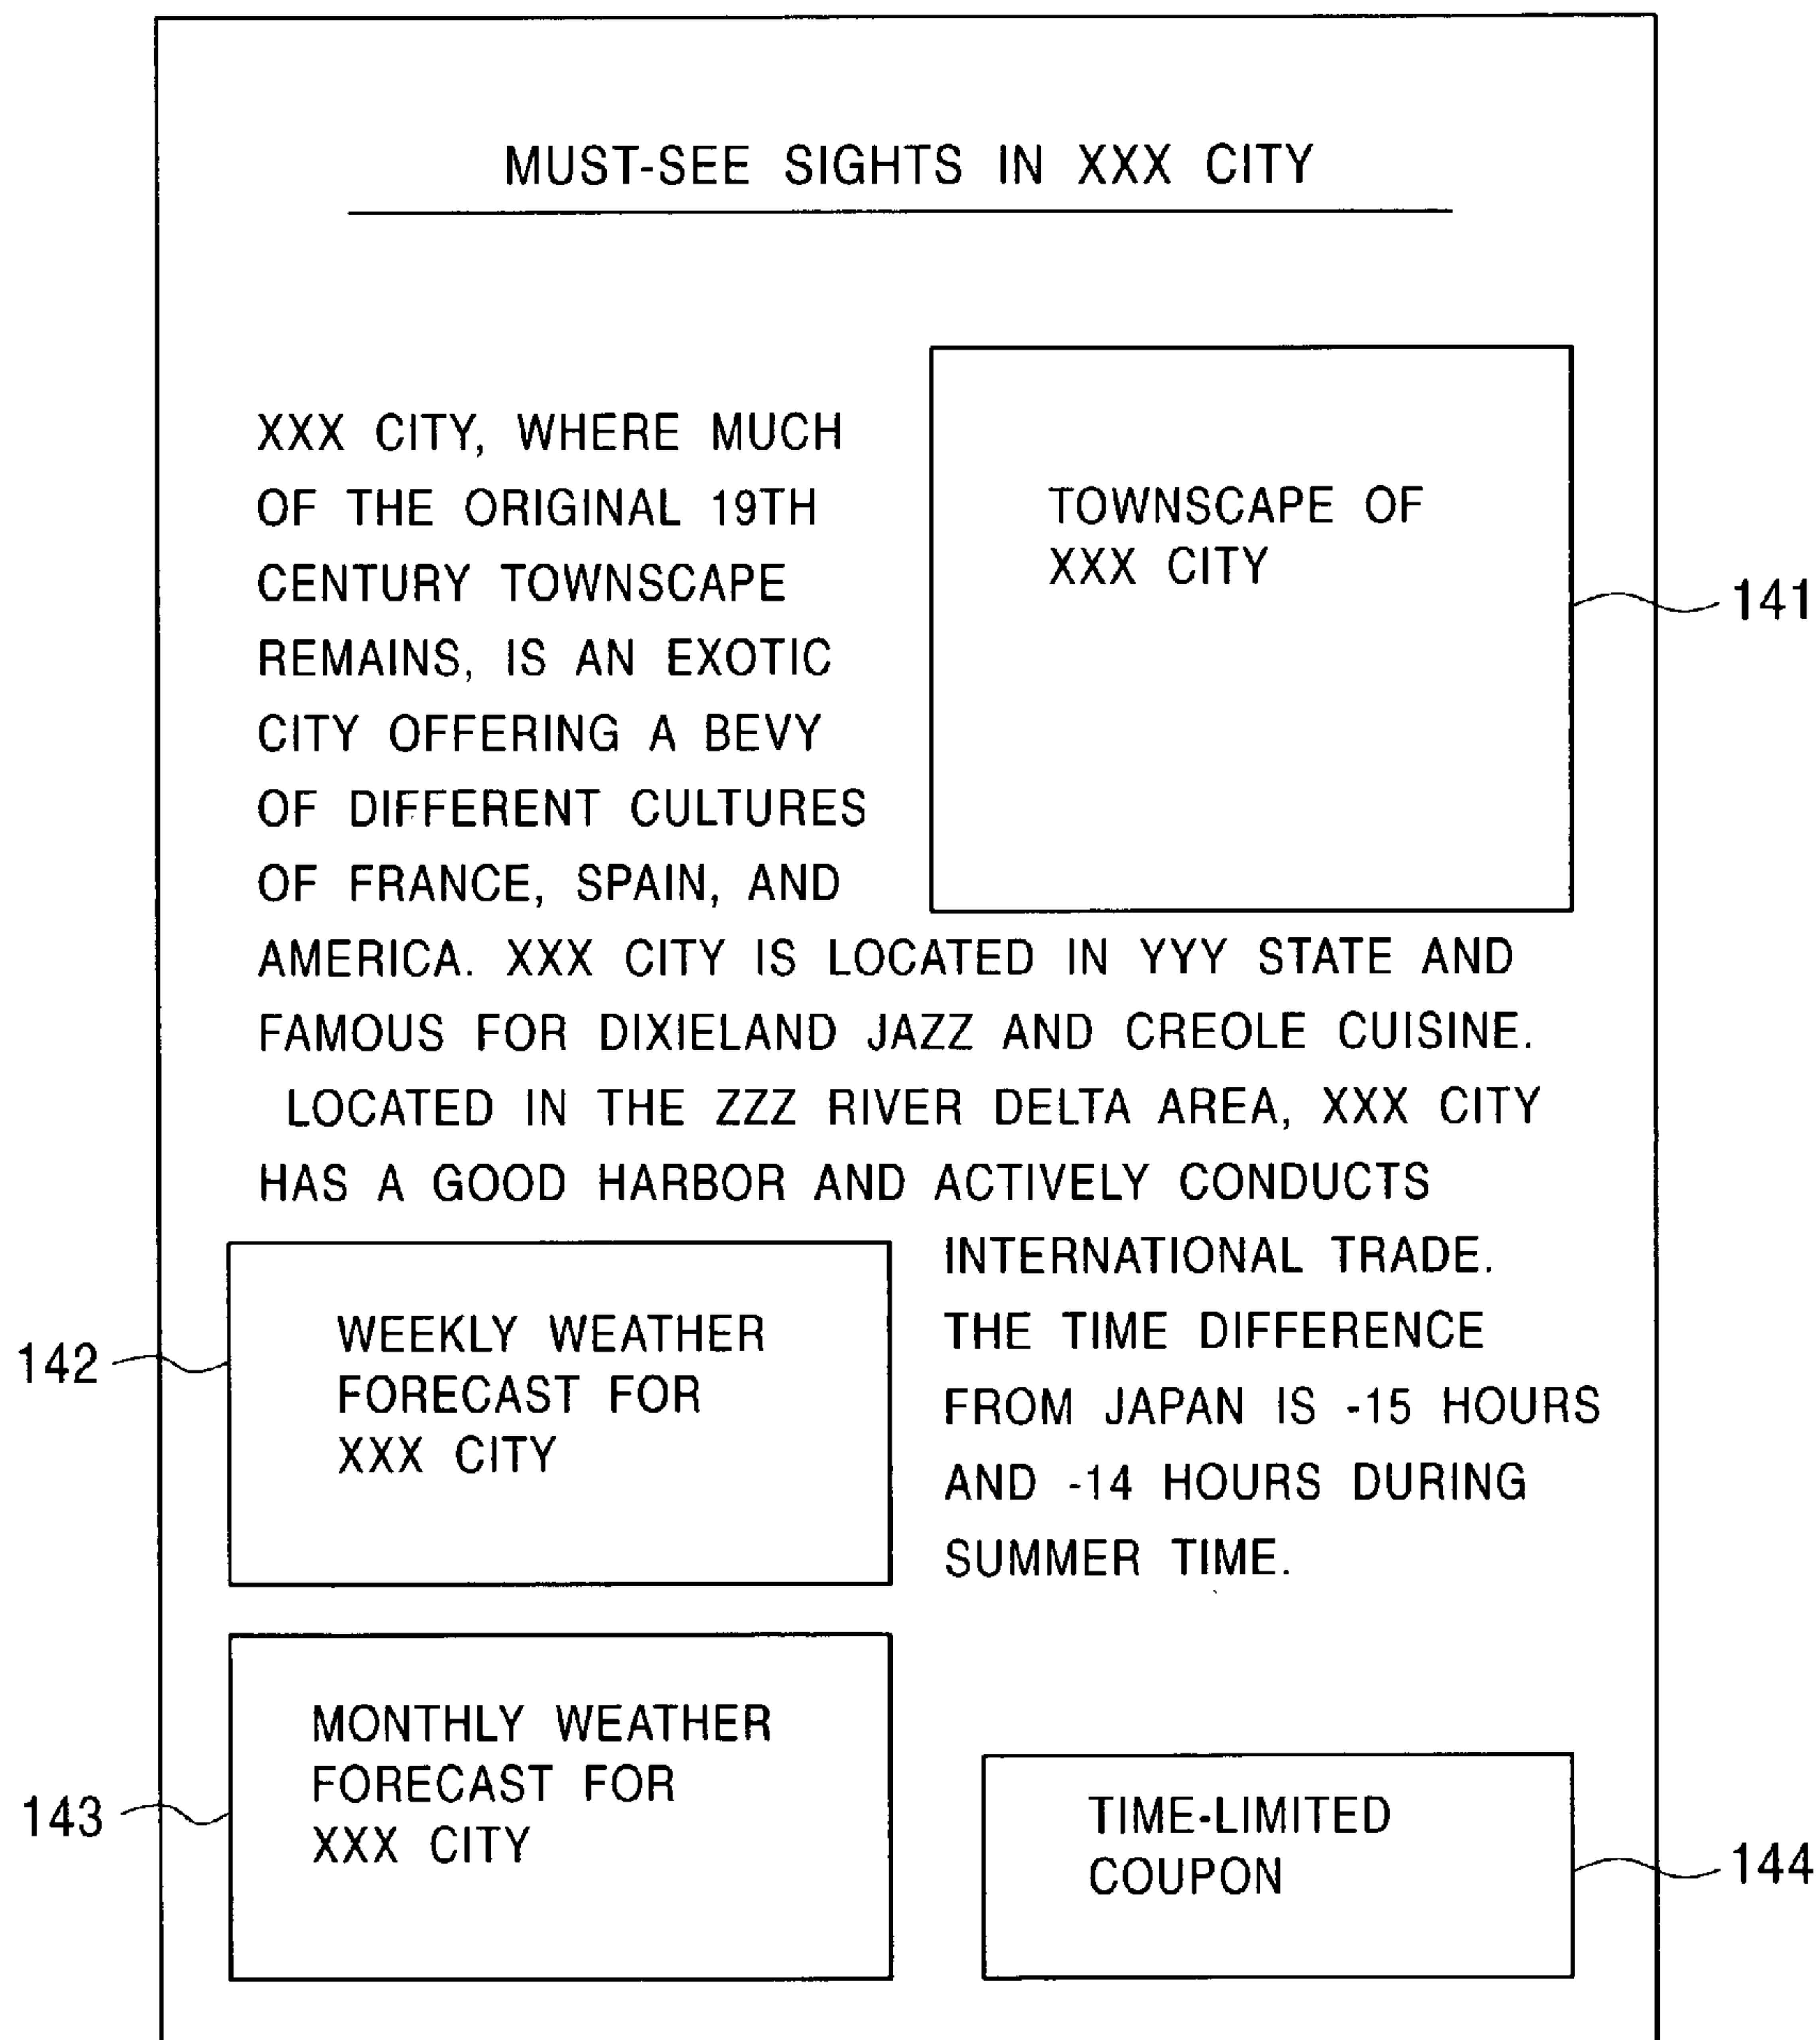 MUST-SEE SIGHTS IN XXX CITY
XXX CITY, WHERE MUCH
OF THE ORIGINAL 19TH
CENTURY TOWNSCAPE
REMAINS, IS AN EXOTIC
CITY OFFERING A BEVY
OF DIFFERENT CULTURES
OF FRANCE, SPAIN, AND
TOWNSCAPE OF
XXX CITY
141
AMERICA. XXX CITY IS LOCATED IN YYY STATE AND
FAMOUS FOR DIXIELAND JAZZ AND CREOLE CUISINE.
LOCATED IN THE ZZZ RIVER DELTA AREA, XXX CITY
HAS A GOOD HARBOR AND ACTIVELY CONDUCTS
INTERNATIONAL TRADE.
THE TIME DIFFERENCE
FROM JAPAN IS -15 HOURS
AND -14 HOURS DURING
SUMMER TIME.
142
WEEKLY WEATHER
FORECAST FOR
XXX CITY
143
MONTHLY WEATHER
FORECAST FOR
XXX CITY
TIME-LIMITED
COUPON
144